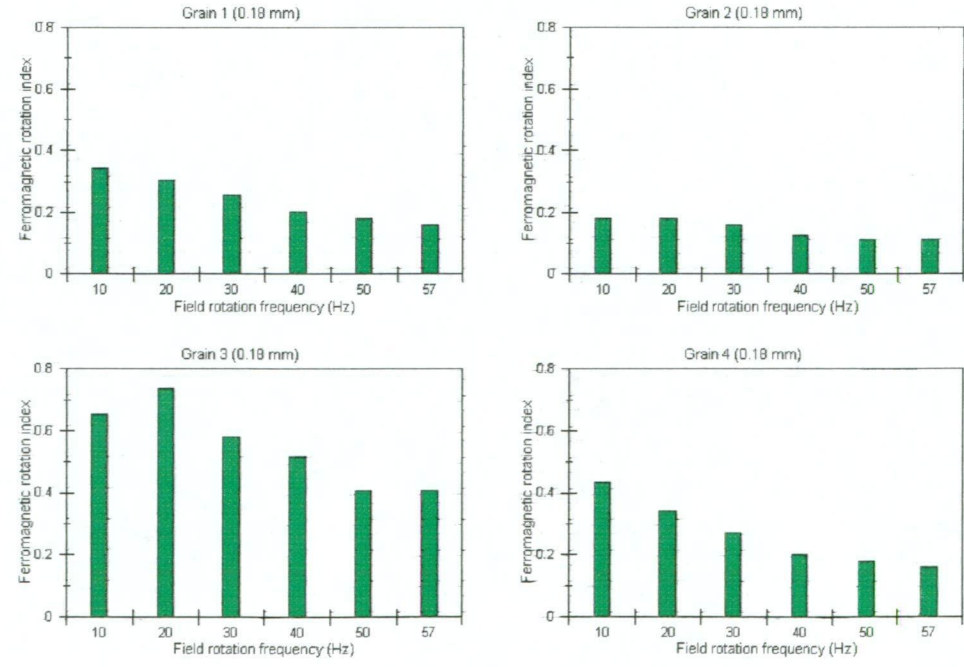 Grain 1 (0.18 mm)
Ferromagnetic rotation index
0.8
0.6
0.4
0.2
0
10 20 30 40 50 57
Field rotation frequency (Hz)
Grain 2 (0.18 mm)
Ferromagnetic rotation index
0.8
0.6
0.4
0.2
0
10 20 30 40 50 57
Field rotation frequency (Hz)
Grain 3 (0.18 mm)
Ferromagnetic rotation index
0.8
0.6
0.4
0.2
0
10 20 30 40 50 57
Field rotation frequency (Hz)
Grain 4 (0.18 mm)
Ferromagnetic rotation index
0.8
0.6
0.4
0.2
0
10 20 30 40 50 57
Field rotation frequency (Hz)